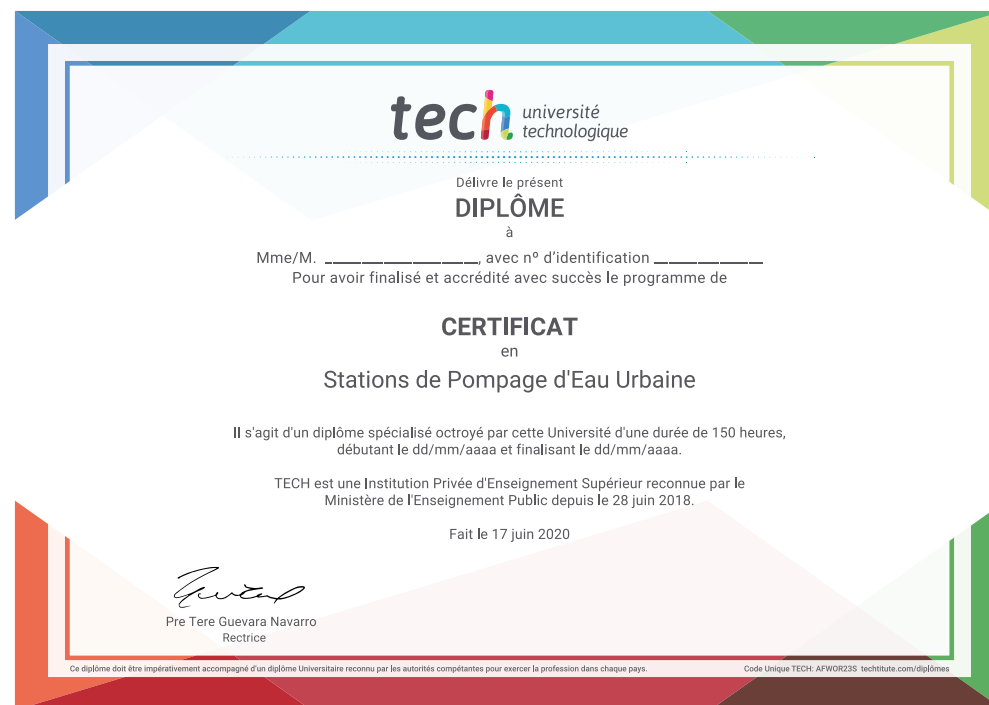 tech université
technologique
Délivre le présent
DIPLÔME
à
Mme/M. ____________________, avec nº d'identification ______________
Pour avoir finalisé et accrédité avec succès le programme de
CERTIFICAT
en
Stations de Pompage d'Eau Urbaine
Il s'agit d'un diplôme spécialisé octroyé par cette Université d'une durée de 150 heures,
débutant le dd/mm/aaaa et finalisant le dd/mm/aaaa.
TECH est une Institution Privée d'Enseignement Supérieur reconnue par le
Ministère de l'Enseignement Public depuis le 28 juin 2018.
Fait le 17 juin 2020
Pre Tere Guevara Navarro
Rectrice
Ce diplôme doit être impérativement accompagné d'un diplôme Universitaire reconnu par les autorités compétantes pour exercer la profession dans chaque pays. Code Unique TECH: AFWOR23S techtitute.com/diplômes